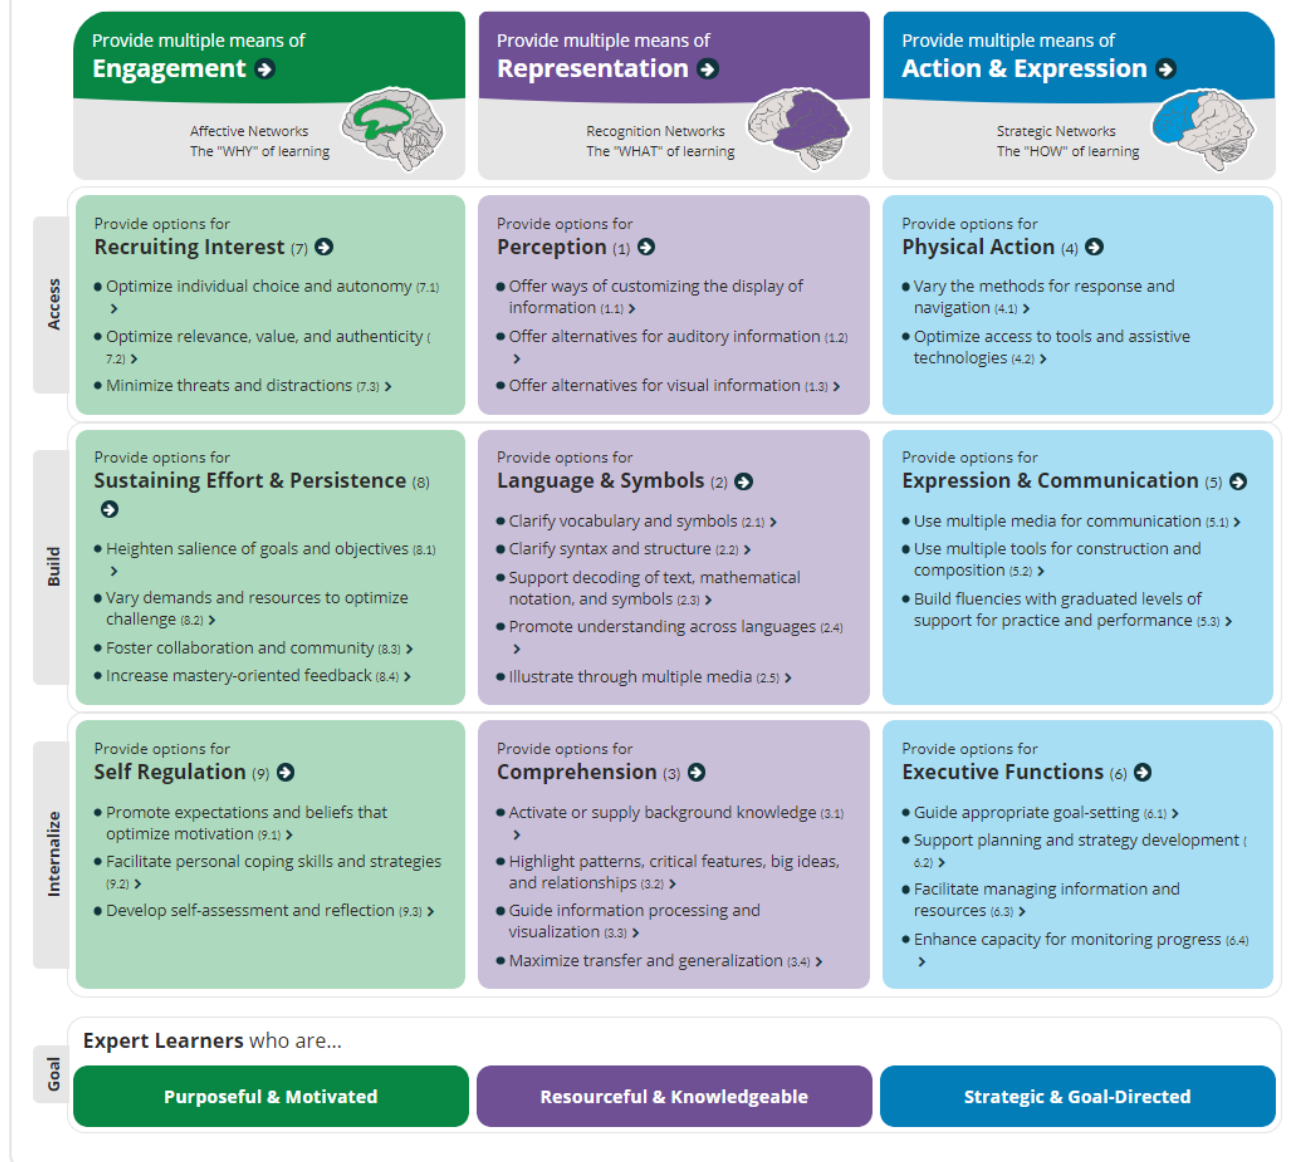 Provide multiple means of
Engagement
Affective Networks
The "WHY" of learning
Provide multiple means of
Representation
Recognition Networks
The "WHAT" of learning
Provide multiple means of
Action & Expression
Strategic Networks
The "HOW" of learning
Access
Provide options for
Recruiting Interest (7)
Optimize individual choice and autonomy (7.1)
Optimize relevance, value, and authenticity (
7.2)
Minimize threats and distractions (7.3)
Provide options for
Perception (1)
Offer ways of customizing the display of
information (1.1)
Offer alternatives for auditory information (1.2)
Offer alternatives for visual information (1.3)
Provide options for
Physical Action (4)
Vary the methods for response and
navigation (4.1)
Optimize access to tools and assistive
technologies (4.2)
Build
Provide options for
Sustaining Effort & Persistence (8)
Heighten salience of goals and objectives (8.1)
Vary demands and resources to optimize
challenge (8.2)
Foster collaboration and community (8.3)
Increase mastery-oriented feedback (8.4)
Provide options for
Language & Symbols (2)
Clarify vocabulary and symbols (2.1)
Clarify syntax and structure (2.2)
Support decoding of text, mathematical
notation, and symbols (2.3)
Promote understanding across languages (2.4)
Illustrate through multiple media (2.5)
Provide options for
Expression & Communication (5)
Use multiple media for communication (5.1)
Use multiple tools for construction and
composition (5.2)
Build fluencies with graduated levels of
support for practice and performance (5.3)
Internalize
Provide options for
Self Regulation (9)
Promote expectations and beliefs that
optimize motivation (9.1)
Facilitate personal coping skills and strategies
(9.2)
Develop self-assessment and reflection (9.3)
Provide options for
Comprehension (3)
Activate or supply background knowledge (3.1)
Highlight patterns, critical features, big ideas,
and relationships (3.2)
Guide information processing and
visualization (3.3)
Maximize transfer and generalization (3.4)
Provide options for
Executive Functions (6)
Guide appropriate goal-setting (6.1)
Support planning and strategy development (
6.2)
Facilitate managing information and
resources (6.3)
Enhance capacity for monitoring progress (6.4)
Goal
Expert Learners who are...
Purposeful & Motivated
Resourceful & Knowledgeable
Strategic & Goal-Directed